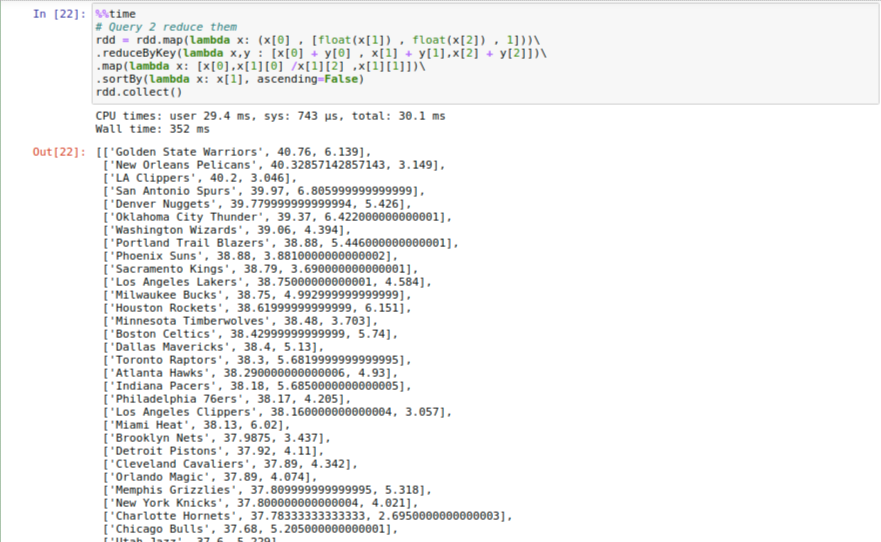 In [22]: %%time
# Query 2 reduce them
rdd = rdd.map(lambda x: (x[0] , [float(x[1]) , float(x[2]) , 1]))\
.reduceByKey(lambda x,y : [x[0] + y[0] , x[1] + y[1],x[2] + y[2]])\
.map(lambda x: [x[0],x[1][0] /x[1][2] ,x[1][1]])\
.sortBy(lambda x: x[1], ascending=False)
rdd.collect()
CPU times: user 29.4 ms, sys: 743 µs, total: 30.1 ms
Wall time: 352 ms
Out[22]: [['Golden State Warriors', 40.76, 6.139],
['New Orleans Pelicans', 40.32857142857143, 3.149],
['LA Clippers', 40.2, 3.046],
['San Antonio Spurs', 39.97, 6.805999999999999],
['Denver Nuggets', 39.779999999999994, 5.426],
['Oklahoma City Thunder', 39.37, 6.422000000000001],
['Washington Wizards', 39.06, 4.394],
['Portland Trail Blazers', 38.88, 5.446000000000001],
['Phoenix Suns', 38.88, 3.8810000000000002],
['Sacramento Kings', 38.79, 3.690000000000001],
['Los Angeles Lakers', 38.75000000000001, 4.584],
['Milwaukee Bucks', 38.75, 4.992999999999999],
['Houston Rockets', 38.61999999999999, 6.151],
['Minnesota Timberwolves', 38.48, 3.703],
['Boston Celtics', 38.42999999999999, 5.74],
['Dallas Mavericks', 38.4, 5.13],
['Toronto Raptors', 38.3, 5.6819999999999995],
['Atlanta Hawks', 38.290000000000006, 4.93],
['Indiana Pacers', 38.18, 5.6850000000000005],
['Philadelphia 76ers', 38.17, 4.205],
['Los Angeles Clippers', 38.160000000000004, 3.057],
['Miami Heat', 38.13, 6.02],
['Brooklyn Nets', 37.9875, 3.437],
['Detroit Pistons', 37.92, 4.11],
['Cleveland Cavaliers', 37.89, 4.342],
['Orlando Magic', 37.89, 4.074],
['Memphis Grizzlies', 37.809999999999995, 5.318],
['New York Knicks', 37.800000000000004, 4.021],
['Charlotte Hornets', 37.78333333333333, 2.6950000000000003],
['Chicago Bulls', 37.68, 5.205000000000001],
['Utah Jazz', 37.6, 5.229],